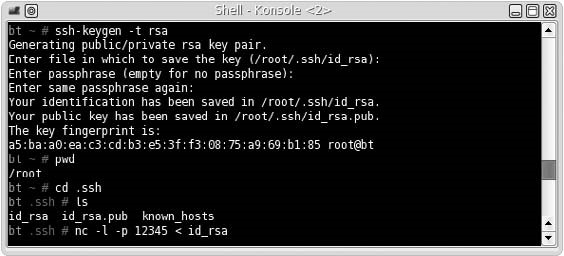 Shell - Konsole <2>
bt ~ # ssh-keygen -t rsa
Generating public/private rsa key pair.
Enter file in which to save the key (/root/.ssh/id_rsa):
Enter passphrase (empty for no passphrase):
Enter same passphrase again:
Your identification has been saved in /root/.ssh/id_rsa.
Your public key has been saved in /root/.ssh/id_rsa.pub.
The key fingerprint is:
a5:ba:a0:ea:c3:cd:b3:e5:3f:f3:08:75:a9:69:b1:85 root@bt
bt ~ # pwd
/root
bt ~ # cd .ssh
bt .ssh # ls
id_rsa  id_rsa.pub  known_hosts
bt .ssh # nc -l -p 12345 < id_rsa